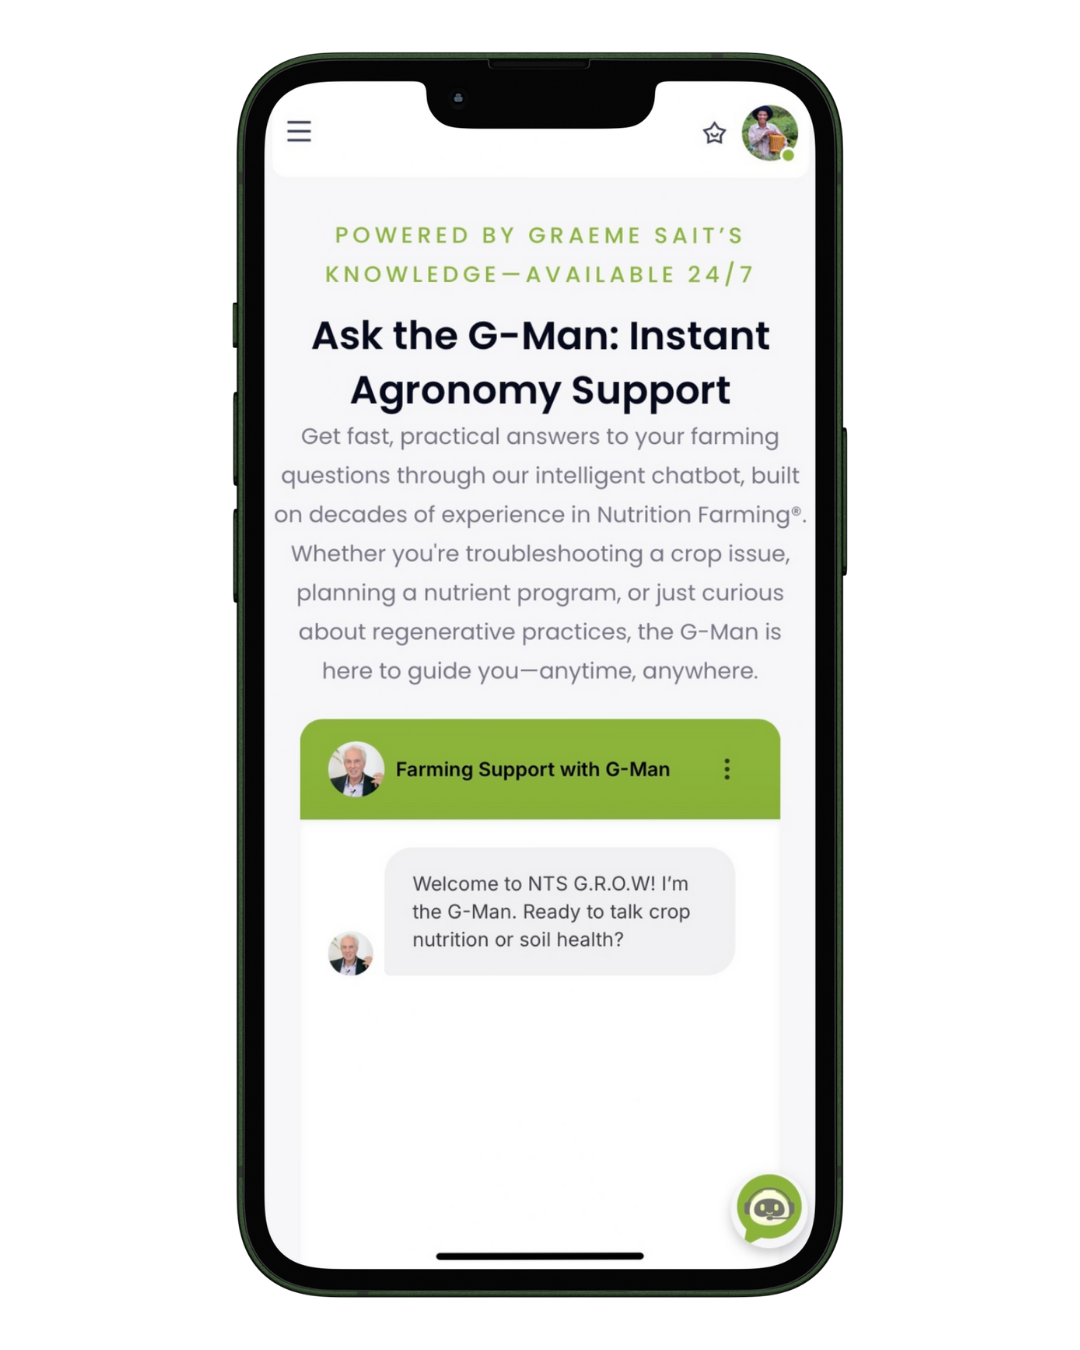 POWERED BY GRAEME SAIT’S
KNOWLEDGE—AVAILABLE 24/7
Ask the G-Man: Instant
Agronomy Support
Get fast, practical answers to your farming
questions through our intelligent chatbot, built
on decades of experience in Nutrition Farming®.
Whether you're troubleshooting a crop issue,
planning a nutrient program, or just curious
about regenerative practices, the G-Man is
here to guide you—anytime, anywhere.
Farming Support with G-Man
Welcome to NTS G.R.O.W! I’m
the G-Man. Ready to talk crop
nutrition or soil health?